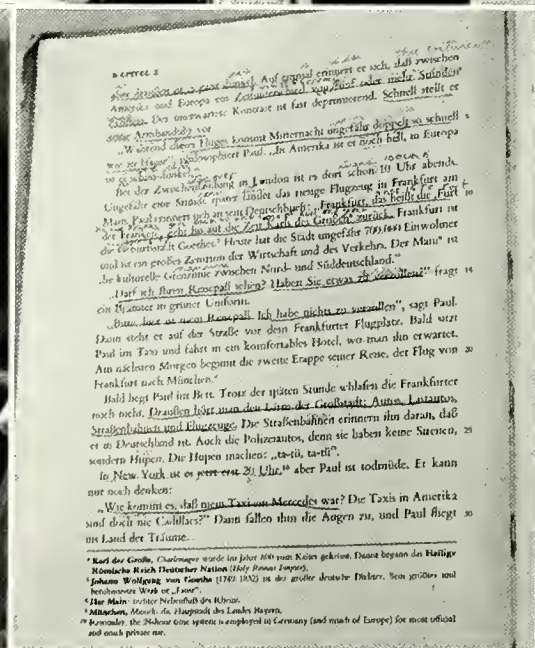 KAPITEL 3
Auf einmal erinnert er sich, daß zwischen
Amerika und Europa ein von fünf oder mehr Stunden
Der Kontrast ist fast deprimierend. Schnell stellt er
seine Armbanduhr vor
„Während dieses Fluges kommt Mitternacht ungefähr doppelt so schnell 5
wie zu Hause", philosophiert Paul. „In Amerika ist es noch hell, in Europa
Bei der Zwischenlandung in London ist es dort schon Uhr abends.
Ungefähr eine Stunde später landet das riesige Flugzeug in Frankfurt am
Main. Paul erinnert sich an sein Deutschbuch: „Frankfurt, das heißt die Furt 10
der Franken, geht bis auf die Zeit Karls des Großen⁴ zurück. Frankfurt ist
die Geburtsstadt Goethes.⁵ Heute hat die Stadt ungefähr 700,000 Einwohner
und ist ein großes Zentrum der Wirtschaft und des Verkehrs. Der Main⁶ ist
die kulturelle Grenzlinie zwischen Nord- und Süddeutschland."
„Darf ich Ihren Reisepaß sehen? Haben Sie etwas zu verzollen?" fragt 15
ein Beamter in grüner Uniform.
„Bitte, hier ist mein Reisepaß. Ich habe nichts zu verzollen", sagt Paul.
Dann steht er auf der Straße vor dem Frankfurter Flugplatz. Bald sitzt
Paul im Taxi und fährt in ein komfortables Hotel, wo man ihn erwartet.
Am nächsten Morgen beginnt die zweite Etappe seiner Reise, der Flug von 20
Frankfurt nach München.⁹
Bald liegt Paul im Bett. Trotz der späten Stunde schlafen die Frankfurter
noch nicht. Draußen hört man den Lärm der Großstadt: Autos, Lastautos,
Straßenbahnen und Flugzeuge. Die Straßenbahnen erinnern ihn daran, daß
er in Deutschland ist. Auch die Polizeiautos, denn sie haben keine Sirenen, 25
sondern Hupen. Die Hupen machen: „ta-tü, ta-tü".
In New York ist es jetzt erst 20 Uhr,¹⁰ aber Paul ist todmüde. Er kann
nur noch denken:
„Wie kommt es, daß mein Taxi ein Mercedes war? Die Taxis in Amerika
sind doch nie Cadillacs?" Dann fallen ihm die Augen zu, und Paul fliegt 30
ins Land der Träume.
Karl der Große, Charlemagne wurde im Jahre 800 zum Kaiser gekrönt. Damit begann das Heilige
Römische Reich Deutscher Nation (Holy Roman Empire).
Johann Wolfgang von Goethe (1749-1832) ist der größte deutsche Dichter. Sein größtes und
berühmtestes Werk ist „Faust".
Der Main: rechter Nebenfluß des Rheins.
München, Munich, die Hauptstadt des Landes Bayern.
¹⁰ Remember, the 24-hour time system is employed in Germany (and much of Europe) for most official
and much private use.